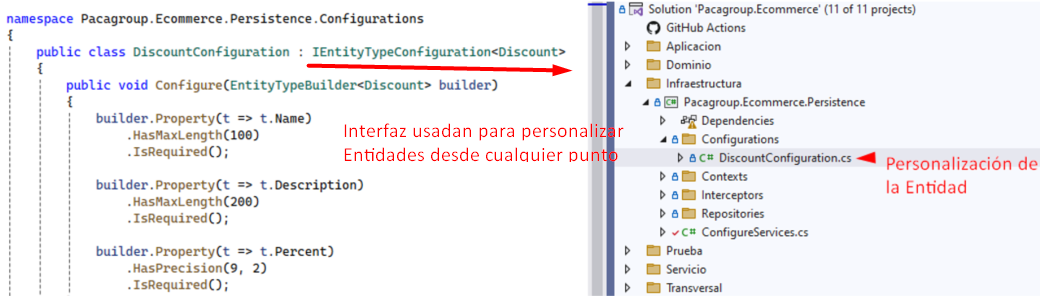 namespace Pacagroup.Ecommerce.Persistence.Configurations
{
public class DiscountConfiguration : IEntityTypeConfiguration<Discount>
{
public void Configure(EntityTypeBuilder<Discount> builder)
{
builder.Property(t => t.Name)
.HasMaxLength(100)
.IsRequired();
builder.Property(t => t.Description)
.HasMaxLength(200)
.IsRequired();
builder.Property(t => t.Percent)
.HasPrecision(9, 2)
.IsRequired();
Interfaz usadan para personalizar
Entidades desde cualquier punto
Solution 'Pacagroup.Ecommerce' (11 of 11 projects)
GitHub Actions
Aplicacion
Dominio
Infraestructura
C# Pacagroup.Ecommerce.Persistence
Dependencies
Configurations
C# DiscountConfiguration.cs
Contexts
Interceptors
Repositories
C# ConfigureServices.cs
Prueba
Servicio
Transversal
Personalización de
la Entidad